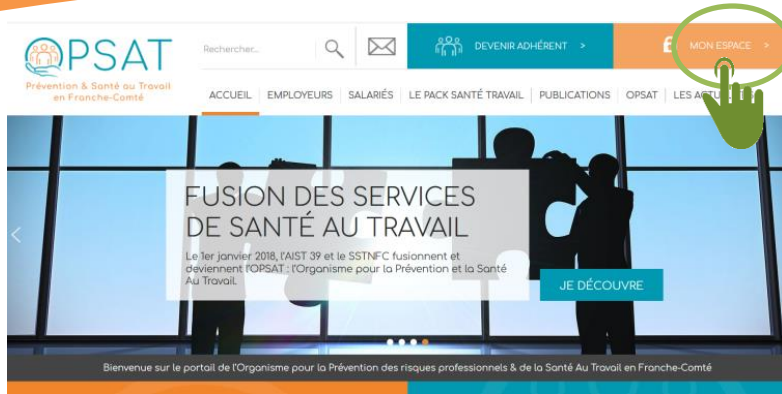 OPSAT
Prévention & Santé au Travail
en Franche-Comté
Rechercher...
DEVENIR ADHÉRENT >
MON ESPACE >
ACCUEIL
EMPLOYEURS
SALARIÉS
LE PACK SANTÉ TRAVAIL
PUBLICATIONS
OPSAT
FUSION DES SERVICES
DE SANTÉ AU TRAVAIL
Le 1er janvier 2018, l'AIST 39 et le SSTNFC fusionnent et
deviennent l'OPSAT : l'Organisme pour la Prévention et la Santé
Au Travail.
JE DÉCOUVRE
Bienvenue sur le portail de l'Organisme pour la Prévention des risques professionnels & de la Santé Au Travail en Franche-Comté